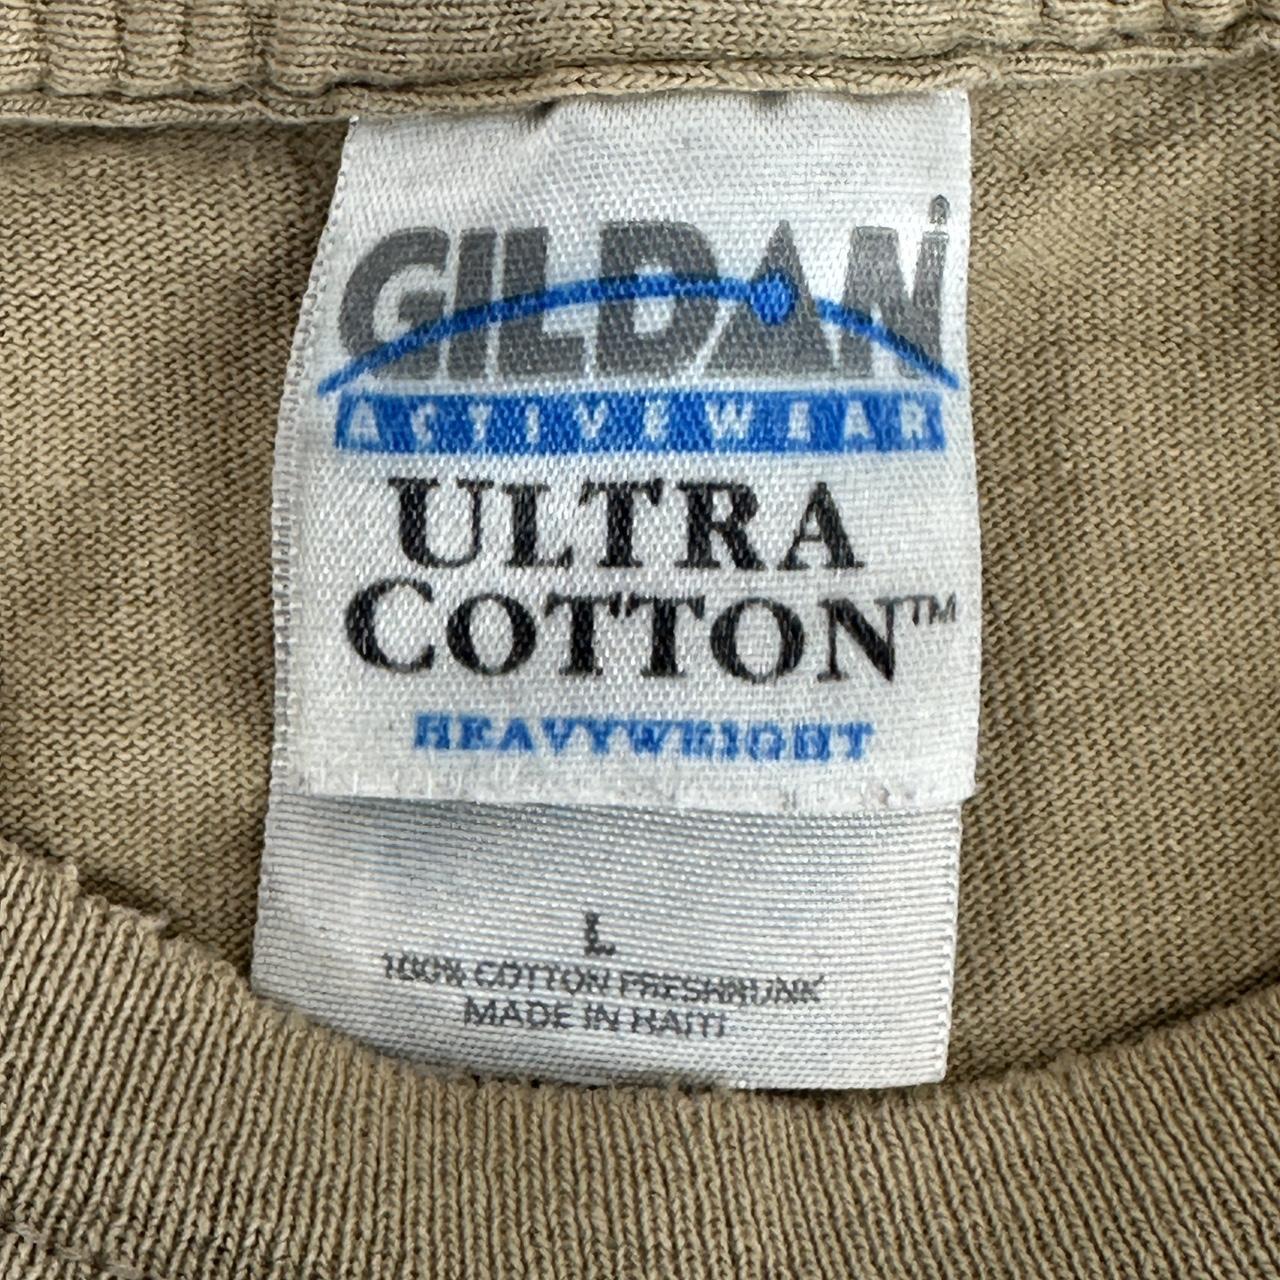 GILDAN®
ACTIVEWEAR
ULTRA
COTTON™
HEAVYWEIGHT
L
100% COTTON PRESHRUNK
MADE IN HAITI